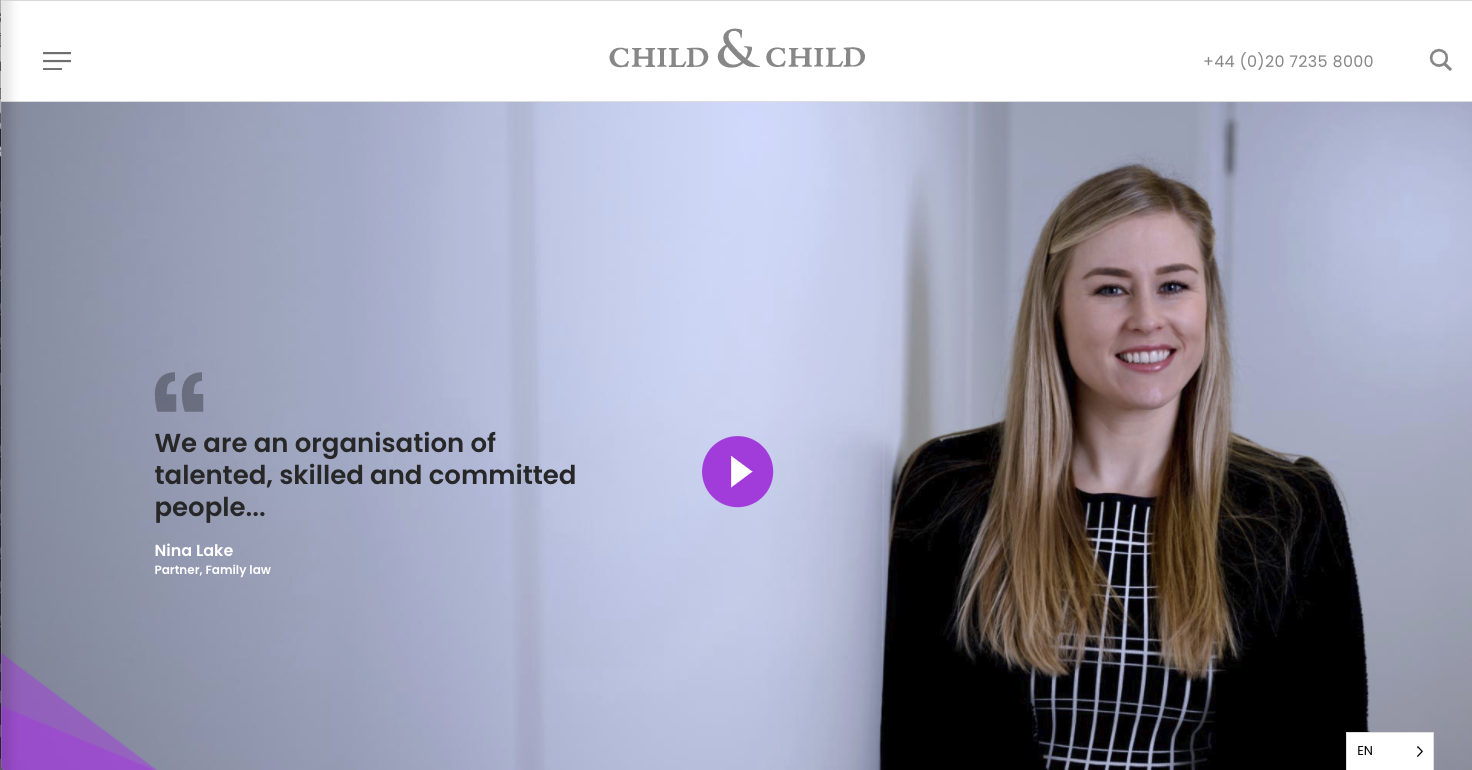 CHILD & CHILD
+44 (0)20 7235 8000
“
We are an organisation of
talented, skilled and committed
people...
Nina Lake
Partner, Family law
EN